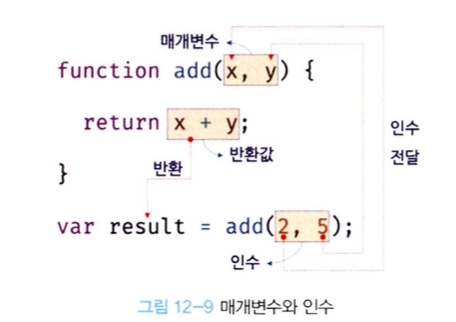 매개변수
function add(x, y) {
return x + y;
인수
전달
반환값
반환
}
var result = add(2, 5);
인수
그림 12-9 매개변수와 인수